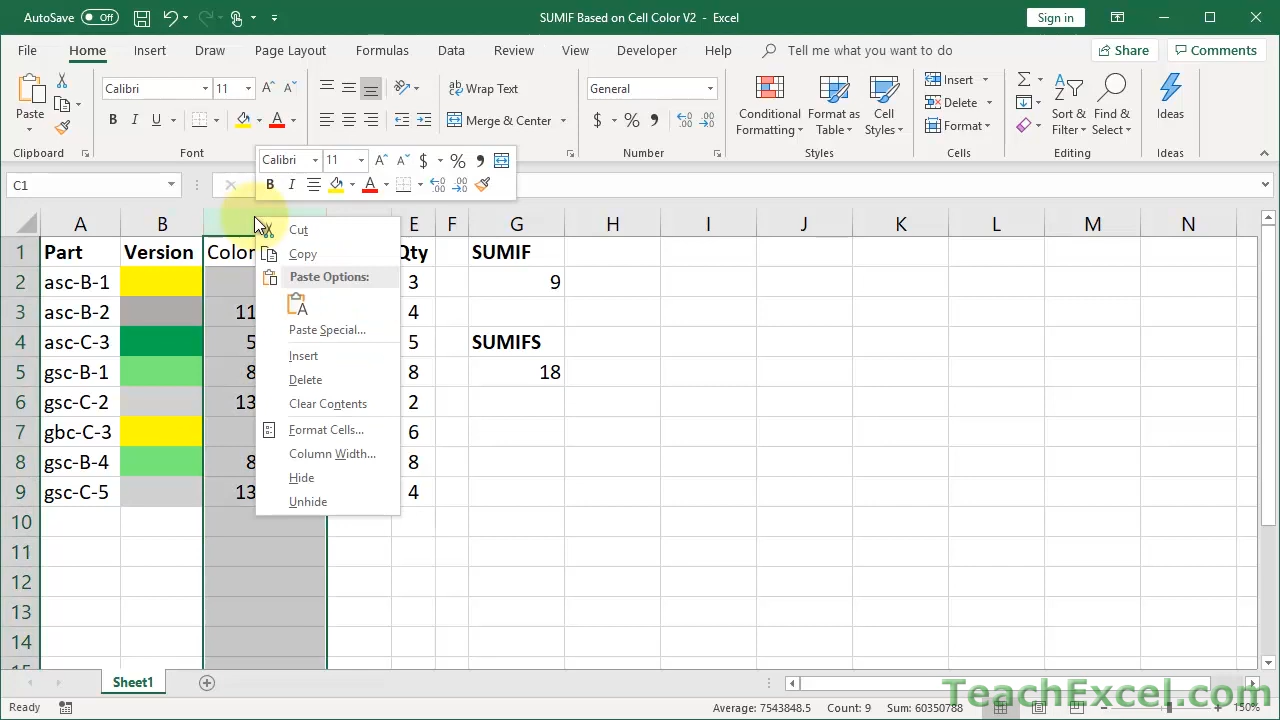 AutoSave Off
SUMIF Based on Cell Color V2 - Excel
Sign in
File Home Insert Draw Page Layout Formulas Data Review View Developer Help Tell me what you want to do Share Comments
Paste
Clipboard
Calibri 11
B I U A
Font
Wrap Text
Merge & Center
General
$ % 9
Number
Conditional Formatting
Format as Table
Cell Styles
Styles
Insert
Delete
Format
Cells
Sort & Filter
Find & Select
Editing
Ideas
Ideas
Calibri 11 A A $ % 9
B I A
C1
A B E F G H I J K L M N
1 Part Version Color Qty SUMIF
2 asc-B-1 3 9
3 asc-B-2 11 4
4 asc-C-3 5 5 SUMIFS
5 gsc-B-1 8 8 18
6 gsc-C-2 13 2
7 gbc-C-3 6
8 gsc-B-4 8 8
9 gsc-C-5 13 4
10
11
12
13
14
Cut
Copy
Paste Options:
Paste Special...
Insert
Delete
Clear Contents
Format Cells...
Column Width...
Hide
Unhide
Sheet1
Ready
Average: 7543848.5 Count: 9 Sum: 60350788
150%
TeachExcel.com